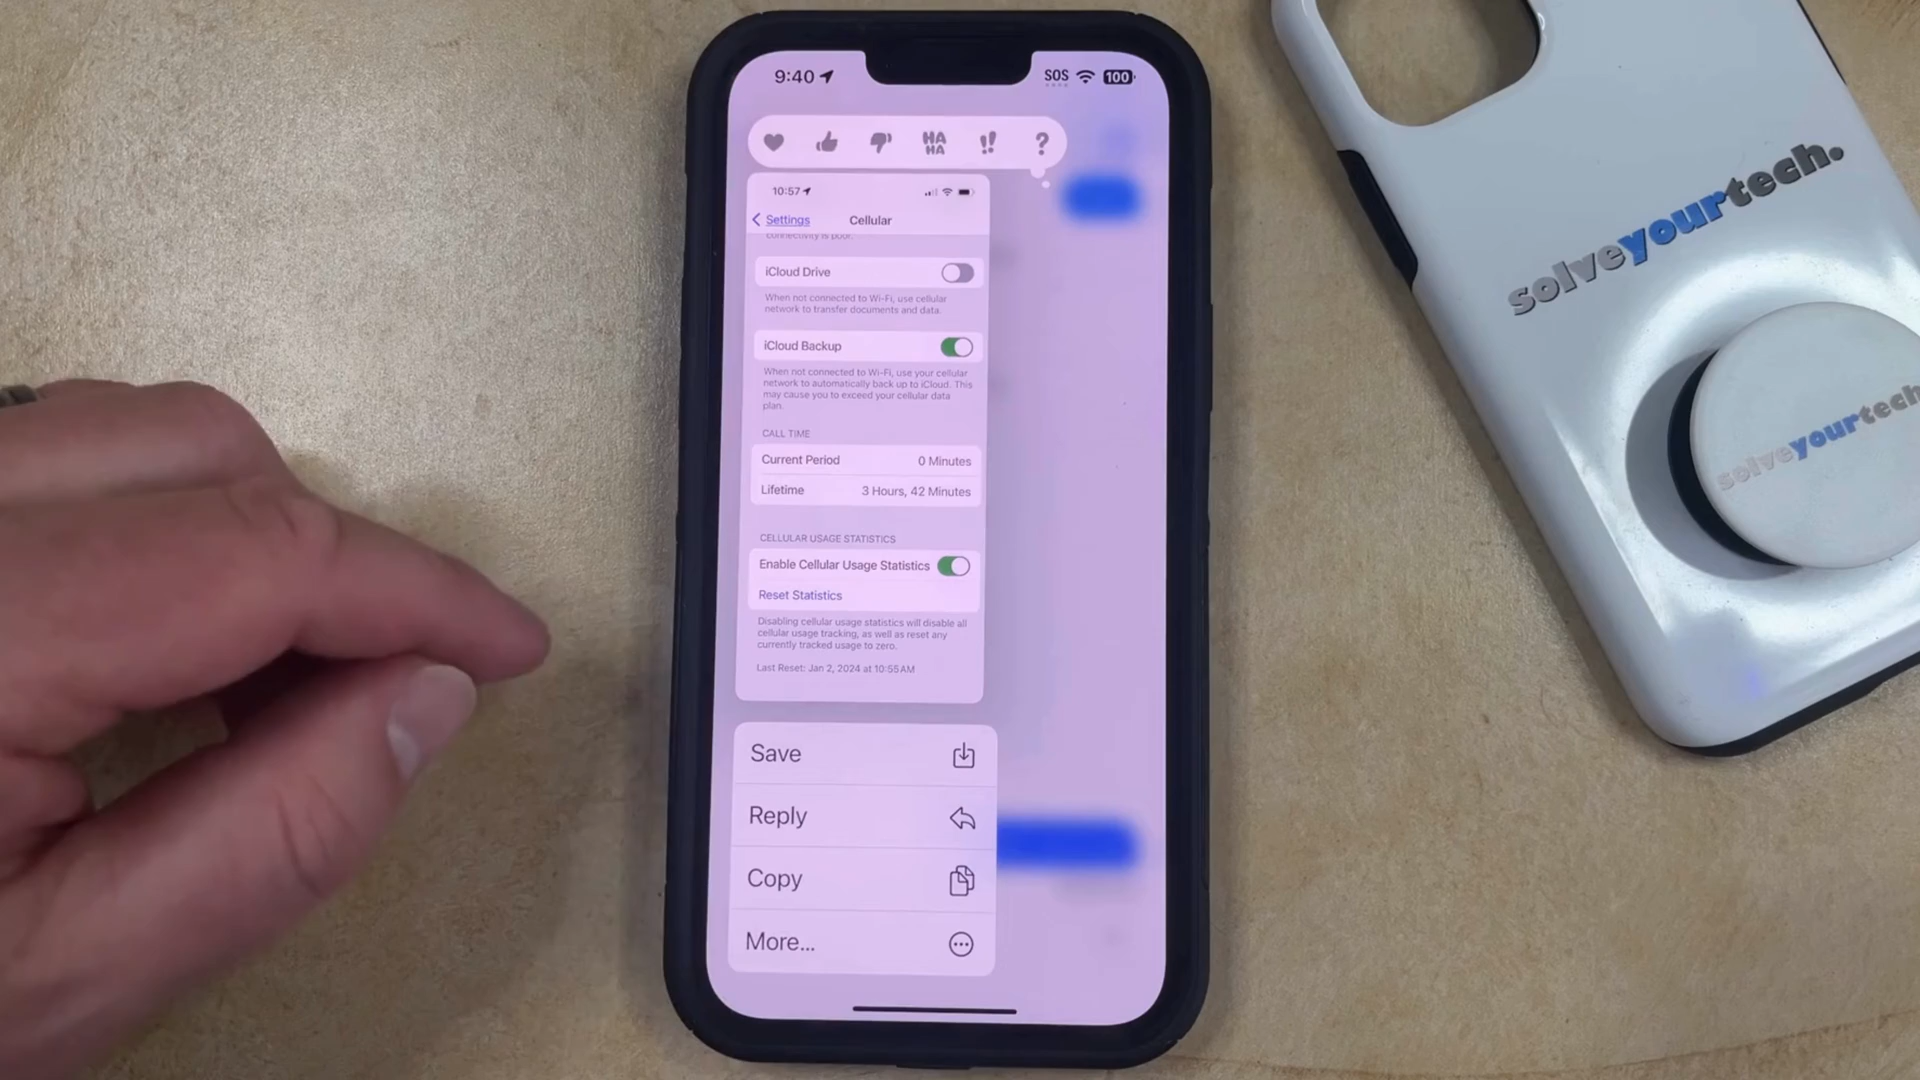 9:40
SOS 100
HA
HA
!!
?
10:57
Settings
Cellular
connectivity is poor.
iCloud Drive
When not connected to Wi-Fi, use cellular
network to transfer documents and data.
iCloud Backup
When not connected to Wi-Fi, use your cellular
network to automatically back up to iCloud. This
may cause you to exceed your cellular data
plan.
CALL TIME
Current Period 0 Minutes
Lifetime 3 Hours, 42 Minutes
CELLULAR USAGE STATISTICS
Enable Cellular Usage Statistics
Reset Statistics
Disabling cellular usage statistics will disable all
cellular usage tracking, as well as reset any
currently tracked usage to zero.
Last Reset: Jan 2, 2024 at 10:55 AM
Save
Reply
Copy
More...
solveyourtech.
solveyourtech